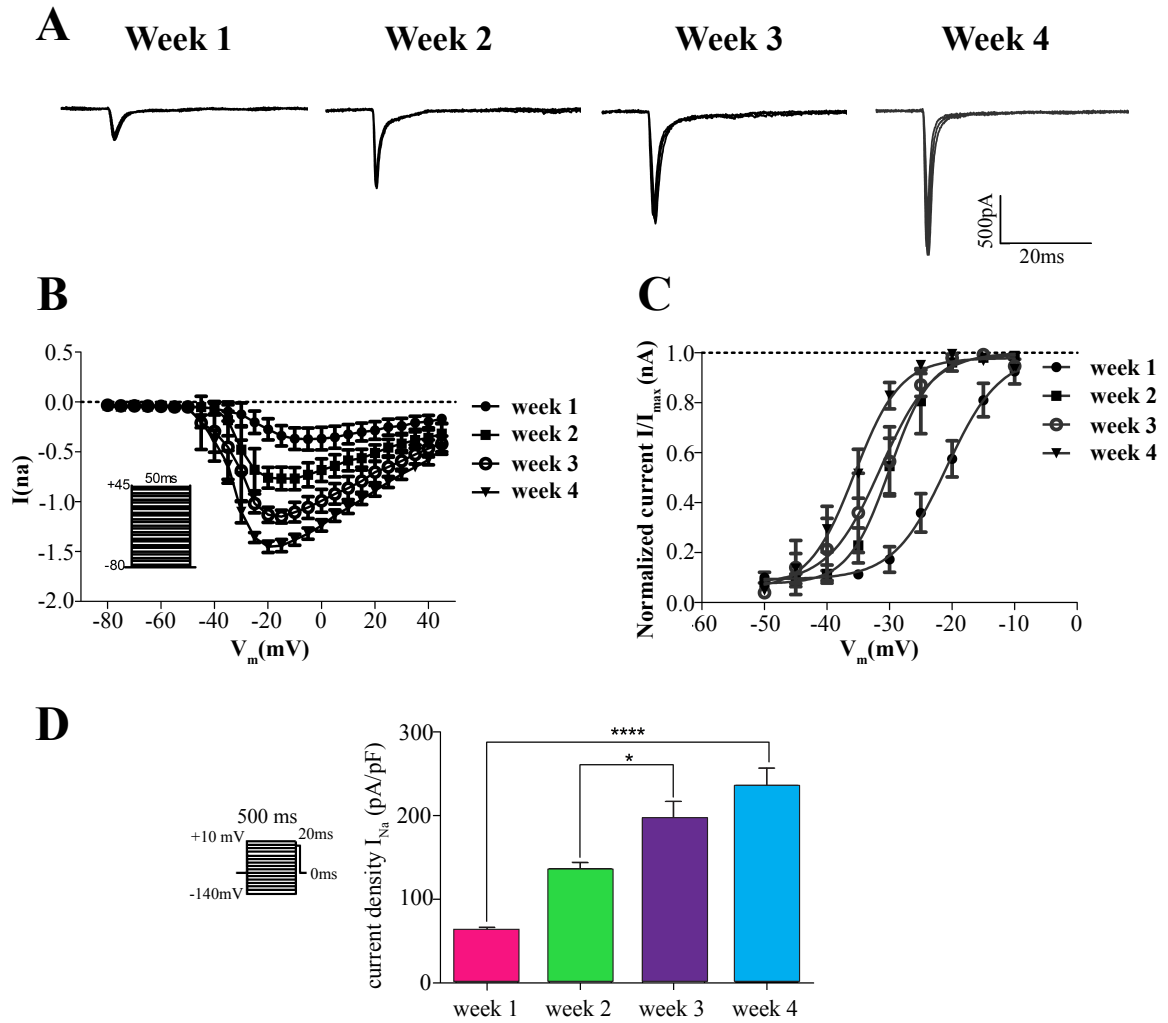 A
Week 1 Week 2 Week 3 Week 4
500pA
20ms
B
I(na)
0.5
0.0
-0.5
-1.0
-1.5
-2.0
-80 -60 -40 -20 0 20 40
V_m(mV)
+45 50ms
-80
week 1
week 2
week 3
week 4
C
Normalized current I/I_max (nA)
1.0
0.8
0.6
0.4
0.2
0.0
-60 -50 -40 -30 -20 -10 0
V_m(mV)
week 1
week 2
week 3
week 4
D
500 ms
+10 mV 20ms
0ms
-140mV
current density I_Na (pA/pF)
300
200
100
0
****
*
week 1 week 2 week 3 week 4